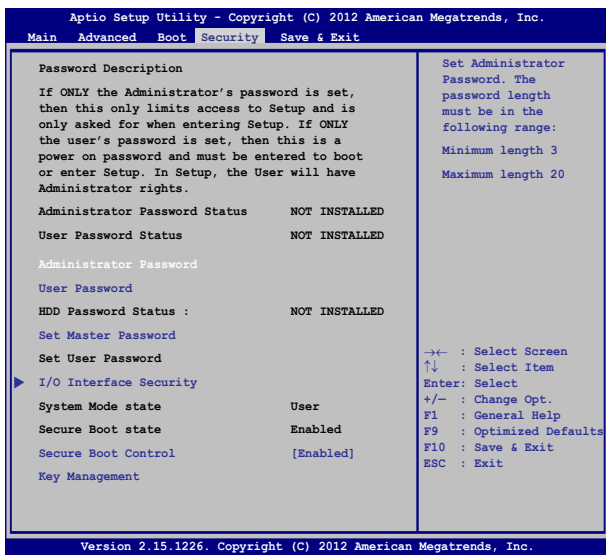 Aptio Setup Utility - Copyright (C) 2012 American Megatrends, Inc.
Main Advanced Boot Security Save & Exit
Password Description
If ONLY the Administrator's password is set,
then this only limits access to Setup and is
only asked for when entering Setup. If ONLY
the user's password is set, then this is a
power on password and must be entered to boot
or enter Setup. In Setup, the User will have
Administrator rights.
Administrator Password Status NOT INSTALLED
User Password Status NOT INSTALLED
Administrator Password
User Password
HDD Password Status : NOT INSTALLED
Set Master Password
Set User Password
I/O Interface Security
System Mode state User
Secure Boot state Enabled
Secure Boot Control [Enabled]
Key Management
Set Administrator
Password. The
password length
must be in the
following range:
Minimum length 3
Maximum length 20
→← : Select Screen
↑↓ : Select Item
Enter: Select
+/— : Change Opt.
F1 : General Help
F9 : Optimized Defaults
F10 : Save & Exit
ESC : Exit
Version 2.15.1226. Copyright (C) 2012 American Megatrends, Inc.